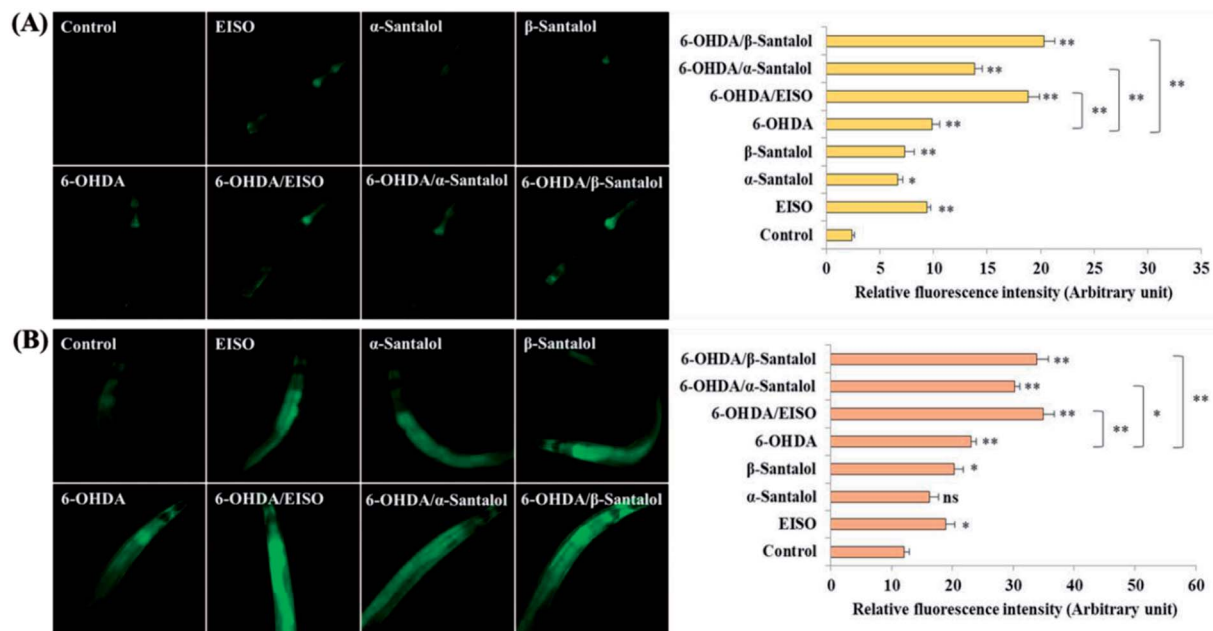 (A)
Control
EISO
α-Santalol
β-Santalol
6-OHDA
6-OHDA/EISO
6-OHDA/α-Santalol
6-OHDA/β-Santalol
6-OHDA/β-Santalol
**
6-OHDA/α-Santalol
**
6-OHDA/EISO
**
6-OHDA
**
β-Santalol
**
α-Santalol
*
EISO
**
Control
**
**
**
0 5 10 15 20 25 30 35
Relative fluorescence intensity (Arbitrary unit)
(B)
Control
EISO
α-Santalol
β-Santalol
6-OHDA
6-OHDA/EISO
6-OHDA/α-Santalol
6-OHDA/β-Santalol
6-OHDA/β-Santalol
**
6-OHDA/α-Santalol
**
6-OHDA/EISO
**
6-OHDA
**
β-Santalol
*
α-Santalol
ns
EISO
*
Control
**
*
**
0 10 20 30 40 50 60
Relative fluorescence intensity (Arbitrary unit)